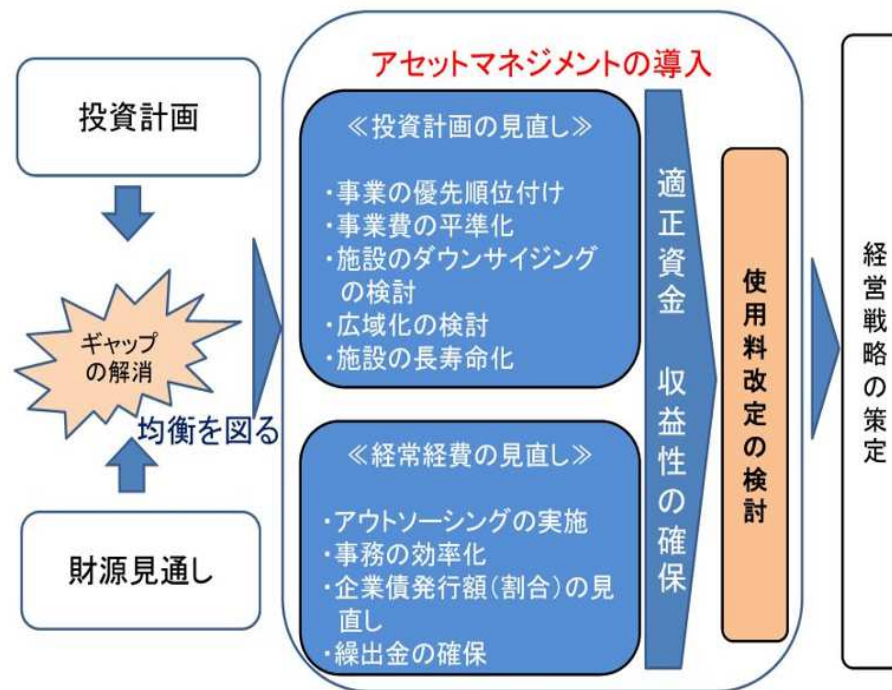 投資計画
ギャップ
の解消
均衡を図る
財源見通し
アセットマネジメントの導入
≪投資計画の見直し≫
・事業の優先順位付け
・事業費の平準化
・施設のダウンサイジング
の検討
・広域化の検討
・施設の長寿命化
≪経常経費の見直し≫
・アウトソーシングの実施
・事務の効率化
・企業債発行額(割合)の見
直し
・繰出金の確保
適正資金　収益性の確保
使用料改定の検討
経営戦略の策定